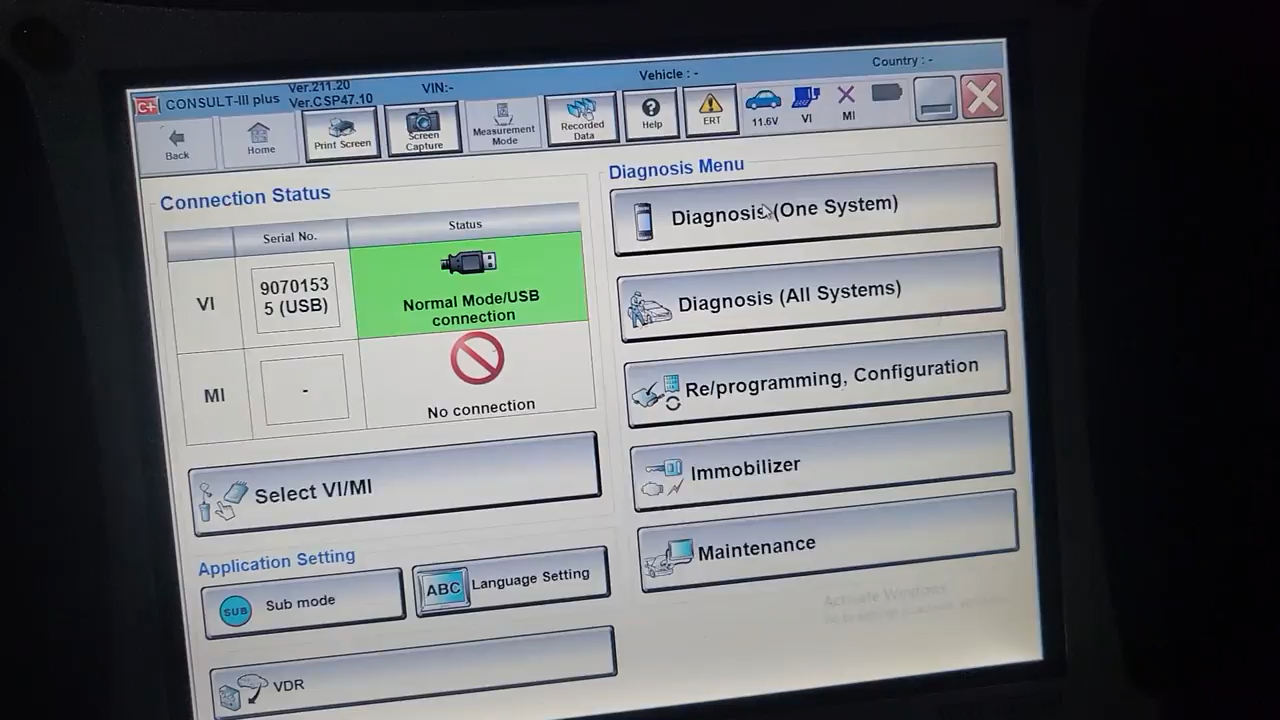 C+ CONSULT-III plus
Ver.211.20
Ver.CSP47.10
VIN:-
Vehicle : -
Country : -
Back
Home
Print Screen
Screen
Capture
Measurement
Mode
Recorded
Data
Help
ERT
11.6V
VI
MI
Connection Status
Serial No.
Status
VI
9070153
5 (USB)
Normal Mode/USB
connection
MI
-
No connection
Select VI/MI
Application Setting
SUB
Sub mode
ABC
Language Setting
VDR
Diagnosis Menu
Diagnosis (One System)
Diagnosis (All Systems)
Re/programming, Configuration
Immobilizer
Maintenance
Activate Windows